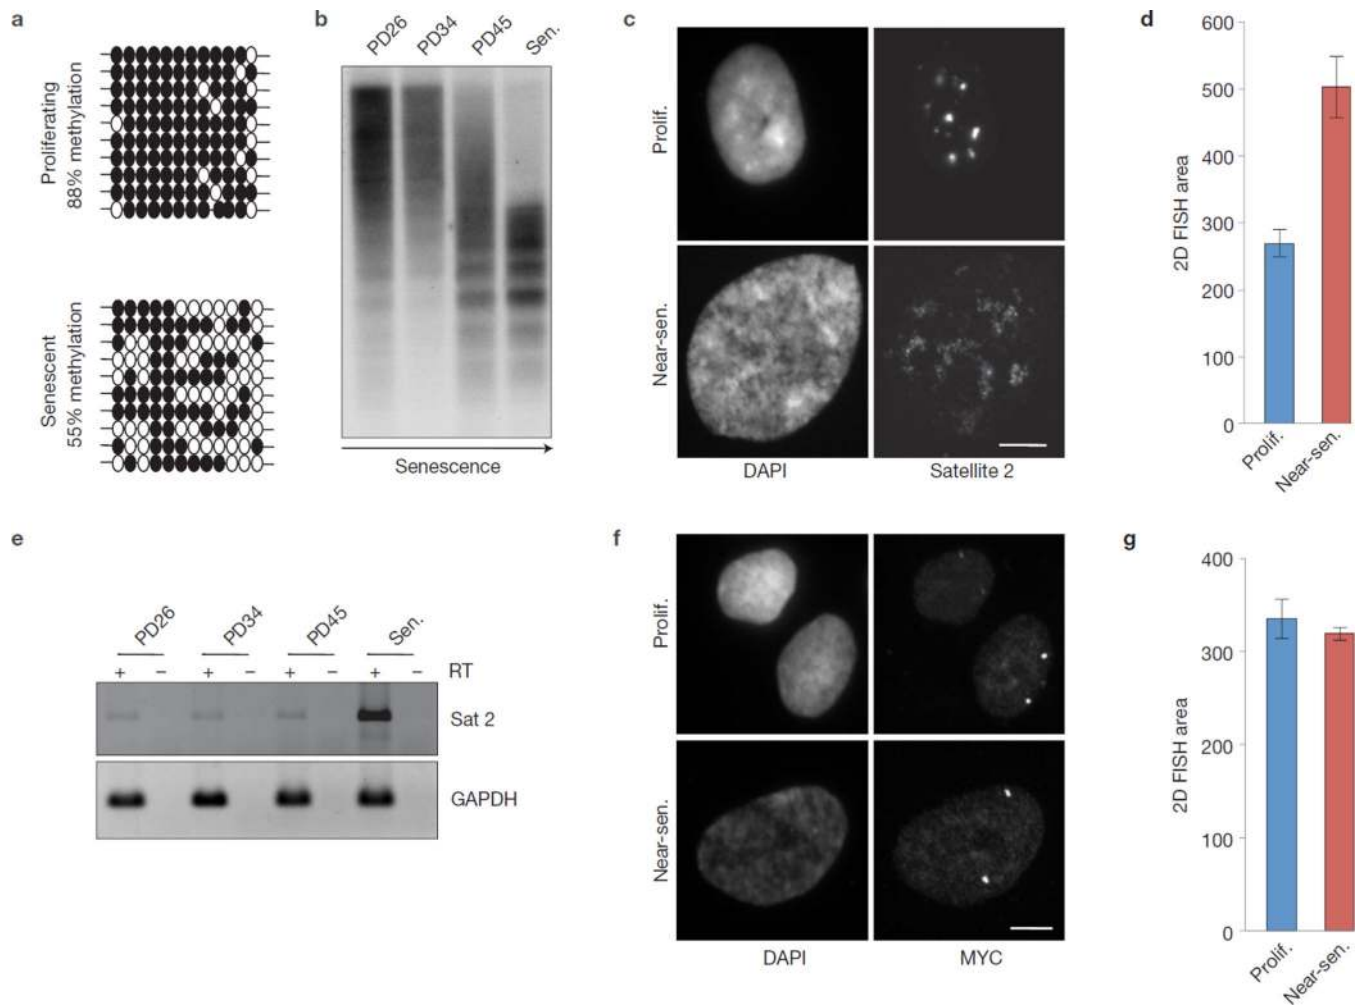 a
Proliferating
88% methylation
Senescent
55% methylation
b
PD26
PD34
PD45
Sen.
Senescence
c
Prolif.
Near-sen.
DAPI
Satellite 2
d
2D FISH area
600
500
400
300
200
100
0
Prolif.
Near-sen.
e
PD26
PD34
PD45
Sen.
+ − + − + − + − RT
Sat 2
GAPDH
f
Prolif.
Near-sen.
DAPI
MYC
g
2D FISH area
400
300
200
100
0
Prolif.
Near-sen.